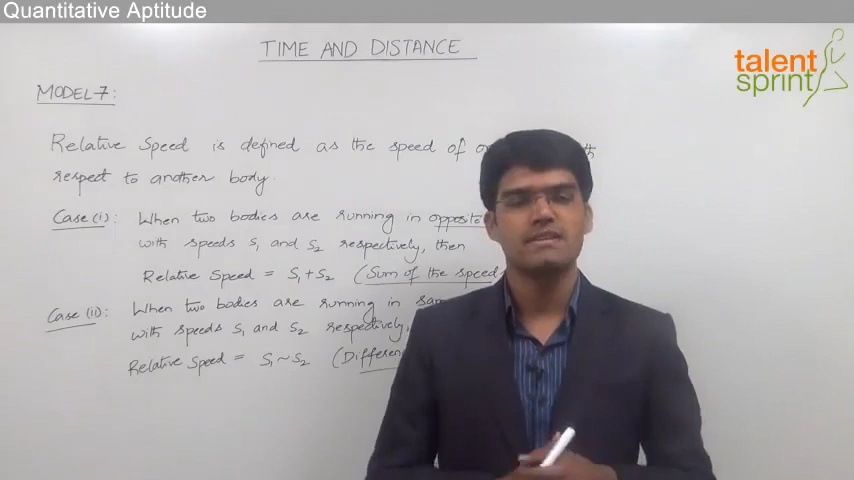 Quantitative Aptitude
TIME AND DISTANCE
talent
sprint
MODEL-7:
Relative Speed is defined as the speed of
respect to another body.
Case (i): When two bodies are running in opposite
with speeds S1 and S2 respectively, then
Relative Speed = S1 + S2 (Sum of the speed
Case (ii): When two bodies are running in
with speeds S1 and S2 respectively,
Relative Speed = S1 ~ S2